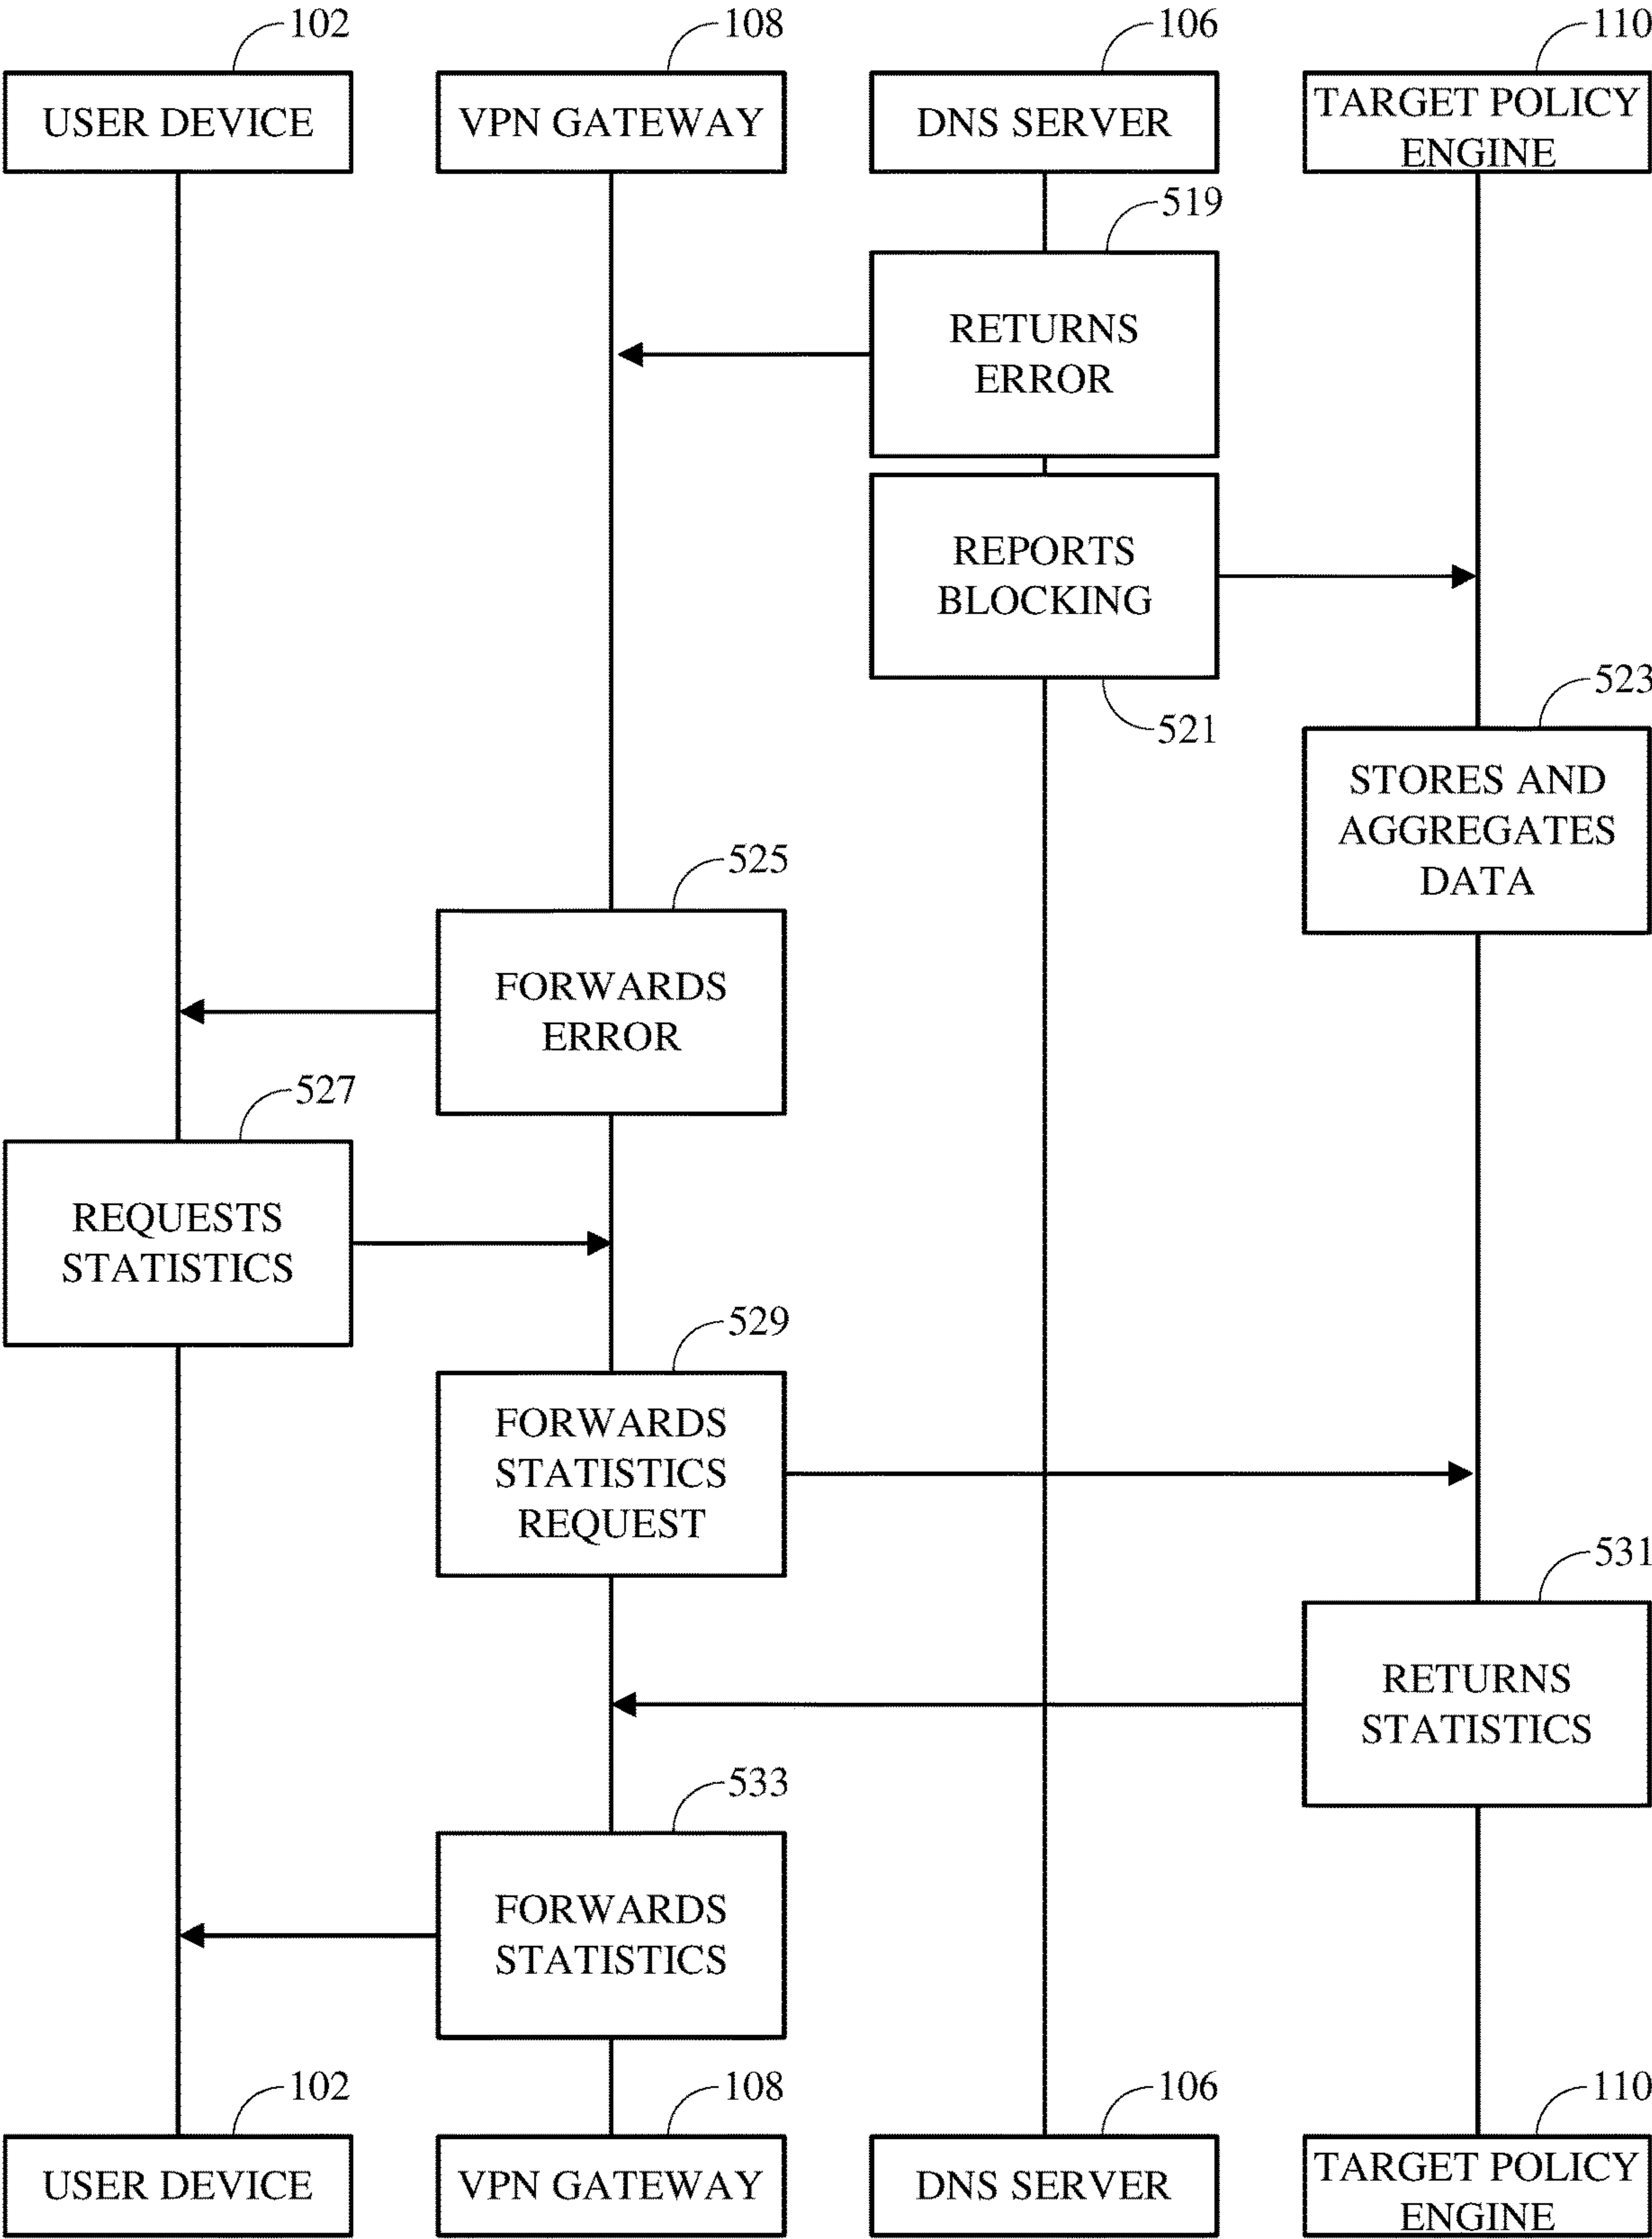 102
108
106
110
USER DEVICE
VPN GATEWAY
DNS SERVER
TARGET POLICY
ENGINE
519
RETURNS
ERROR
REPORTS
BLOCKING
521
523
STORES AND
AGGREGATES
DATA
525
FORWARDS
ERROR
527
REQUESTS
STATISTICS
529
FORWARDS
STATISTICS
REQUEST
531
RETURNS
STATISTICS
533
FORWARDS
STATISTICS
102
108
106
110
USER DEVICE
VPN GATEWAY
DNS SERVER
TARGET POLICY
ENGINE